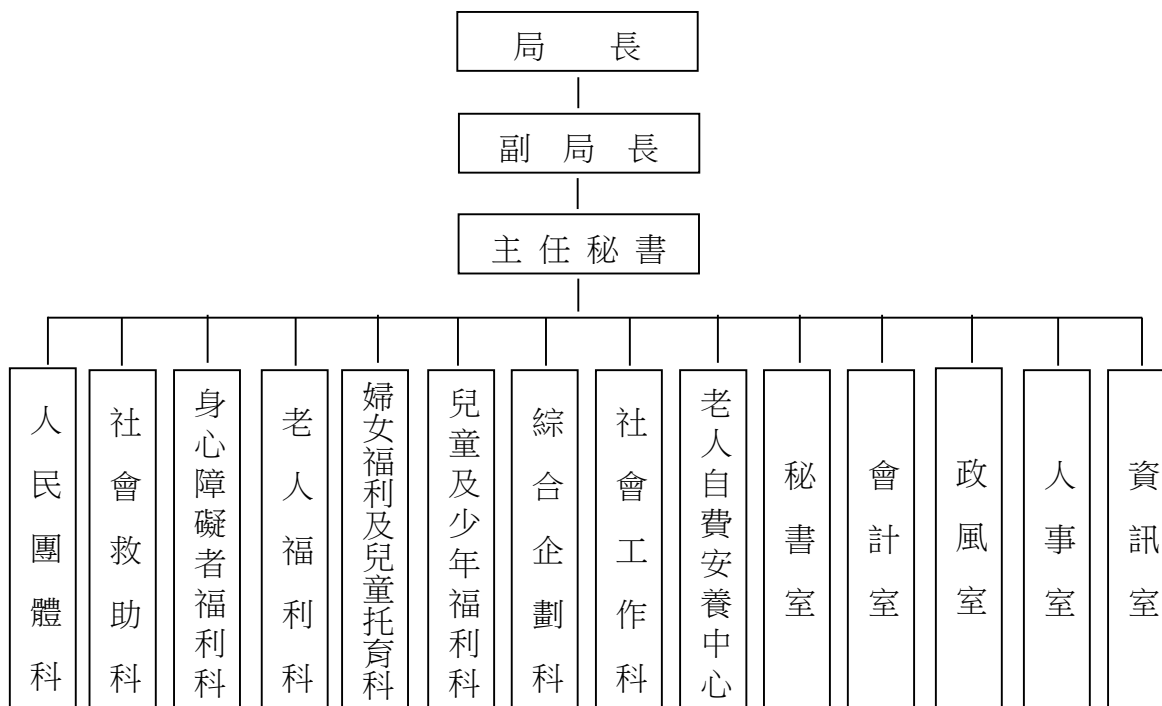 局長
副局長
主任秘書
人民團體科
社會救助科
身心障礙者福利科
老人福利科
婦女福利及兒童托育科
兒童及少年福利科
綜合企劃科
社會工作科
老人自費安養中心
秘書室
會計室
政風室
人事室
資訊室